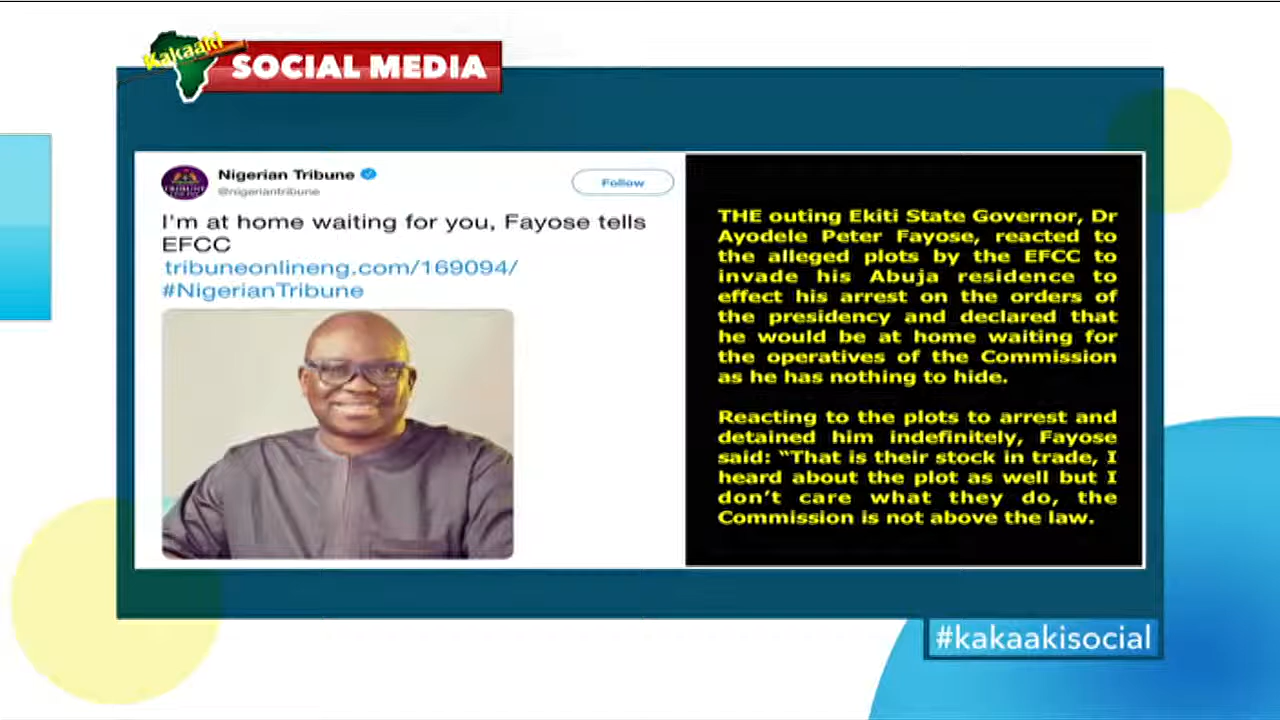 Kakaaki
SOCIAL MEDIA
Nigerian Tribune
@nigeriantribune
Follow
I'm at home waiting for you, Fayose tells
EFCC
tribuneonlineng.com/169094/
#NigerianTribune
THE outing Ekiti State Governor, Dr
Ayodele Peter Fayose, reacted to
the alleged plots by the EFCC to
invade his Abuja residence to
effect his arrest on the orders of
the presidency and declared that
he would be at home waiting for
the operatives of the Commission
as he has nothing to hide.
Reacting to the plots to arrest and
detained him indefinitely, Fayose
said: “That is their stock in trade, I
heard about the plot as well but I
don’t care what they do, the
Commission is not above the law.
#kakaakisocial